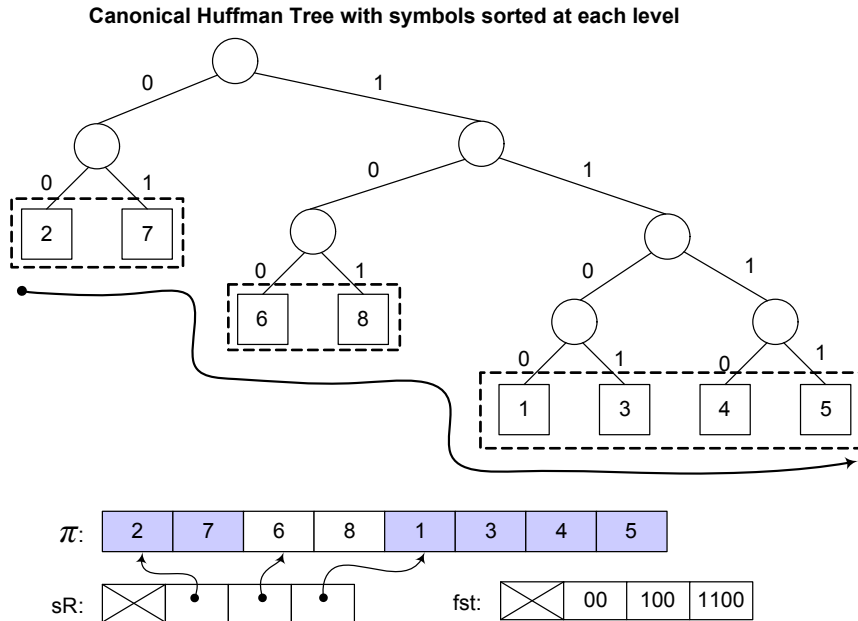 Canonical Huffman Tree with symbols sorted at each level
0 1
0 1
0 1
2 7
0 1
0 1
6 8
0 1 0 1
1 3 4 5
π: 2 7 6 8 1 3 4 5
sR:
fst: 00 100 1100